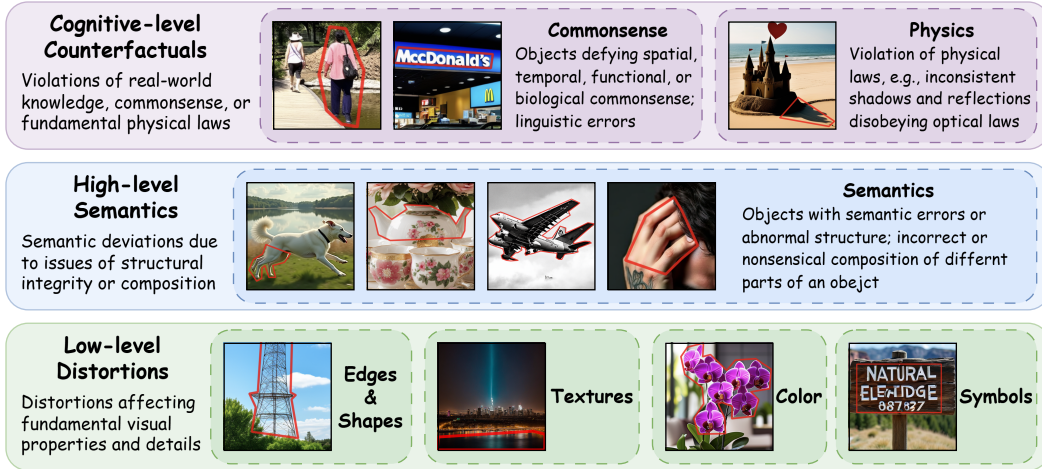 Cognitive-level
Counterfactuals
Violations of real-world
knowledge, commonsense, or
fundamental physical laws
McDonald's
Commonsense
Objects defying spatial,
temporal, functional, or
biological commonsense;
linguistic errors
Physics
Violation of physical
laws, e.g., inconsistent
shadows and reflections
disobeying optical laws
High-level
Semantics
Semantic deviations due
to issues of structural
integrity or composition
Semantics
Objects with semantic errors or
abnormal structure; incorrect or
nonsensical composition of differnt
parts of an obejct
Low-level
Distortions
Distortions affecting
fundamental visual
properties and details
Edges
&
Shapes
Textures
Color
NATURAL
Symbols